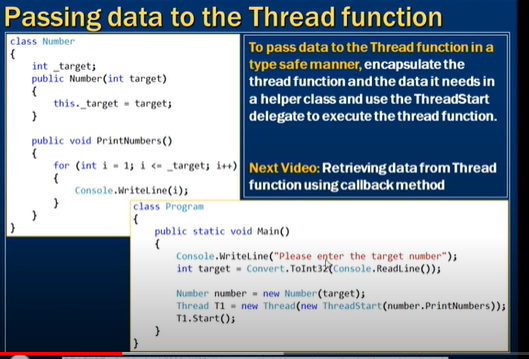 Passing data to the Thread function
class Number
{
int _target;
public Number(int target)
{
this._target = target;
}
public void PrintNumbers()
{
for (int i = 1; i <= _target; i++)
{
Console.WriteLine(i);
}
}
}
To pass data to the Thread function in a
type safe manner, encapsulate the
thread function and the data it needs in
a helper class and use the ThreadStart
delegate to execute the thread function.
Next Video: Retrieving data from Thread
function using callback method
class Program
{
public static void Main()
{
Console.WriteLine("Please enter the target number");
int target = Convert.ToInt32(Console.ReadLine());
Number number = new Number(target);
Thread T1 = new Thread(new ThreadStart(number.PrintNumbers));
T1.Start();
}
}